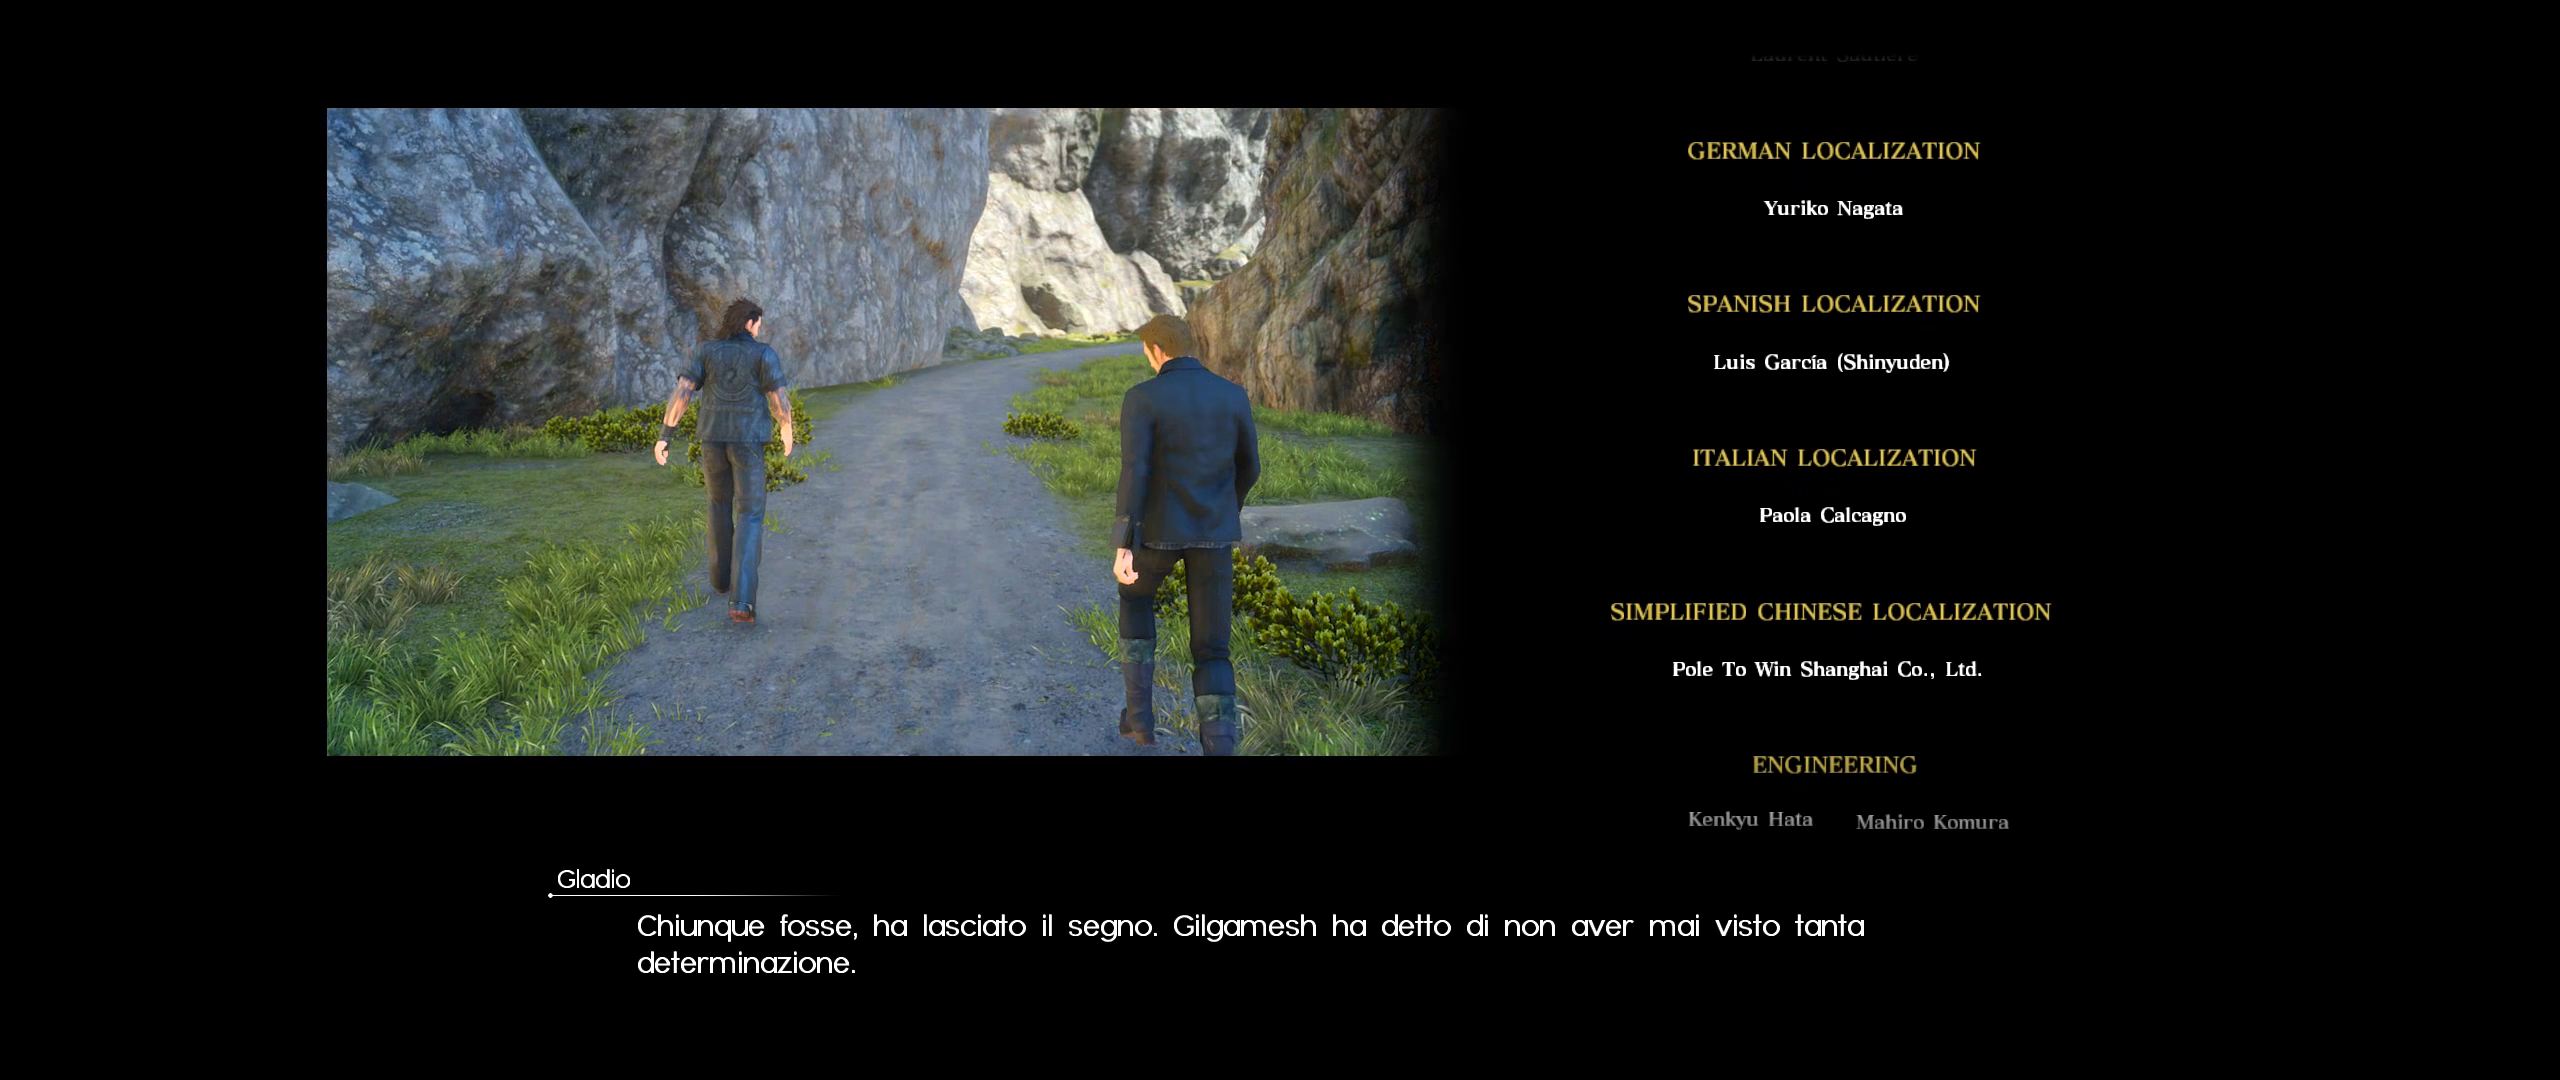 GERMAN LOCALIZATION
Yuriko Nagata
SPANISH LOCALIZATION
Luis García (Shinyuden)
ITALIAN LOCALIZATION
Paola Calcagno
SIMPLIFIED CHINESE LOCALIZATION
Pole To Win Shanghai Co., Ltd.
ENGINEERING
Kenkyu Hata Mahiro Komura
Gladio
Chiunque fosse, ha lasciato il segno. Gilgamesh ha detto di non aver mai visto tanta
determinazione.